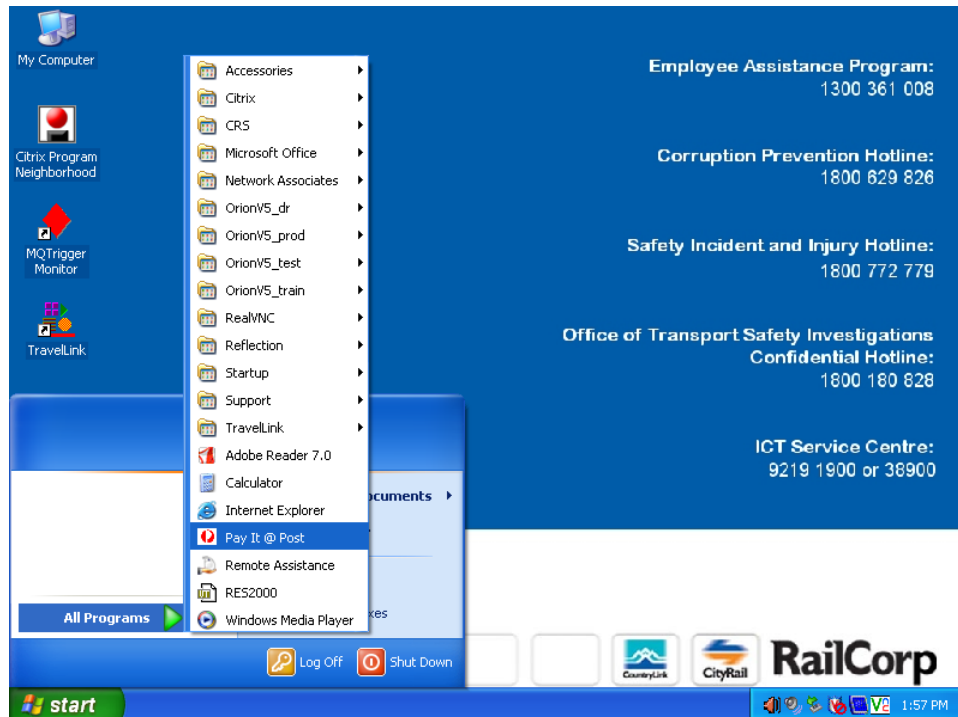 My Computer
Citrix Program
Neighborhood
MQTrigger
Monitor
TravelLink
Accessories
Citrix
CRS
Microsoft Office
Network Associates
OrionV5_dr
OrionV5_prod
OrionV5_test
OrionV5_train
RealVNC
Reflection
Startup
Support
TravelLink
Adobe Reader 7.0
Calculator
Internet Explorer
Pay It @ Post
Remote Assistance
RES2000
Windows Media Player
All Programs
Log Off
Shut Down
start
Employee Assistance Program:
1300 361 008
Corruption Prevention Hotline:
1800 629 826
Safety Incident and Injury Hotline:
1800 772 779
Office of Transport Safety Investigations
Confidential Hotline:
1800 180 828
ICT Service Centre:
9219 1900 or 38900
CountryLink
CityRail
RailCorp
1:57 PM